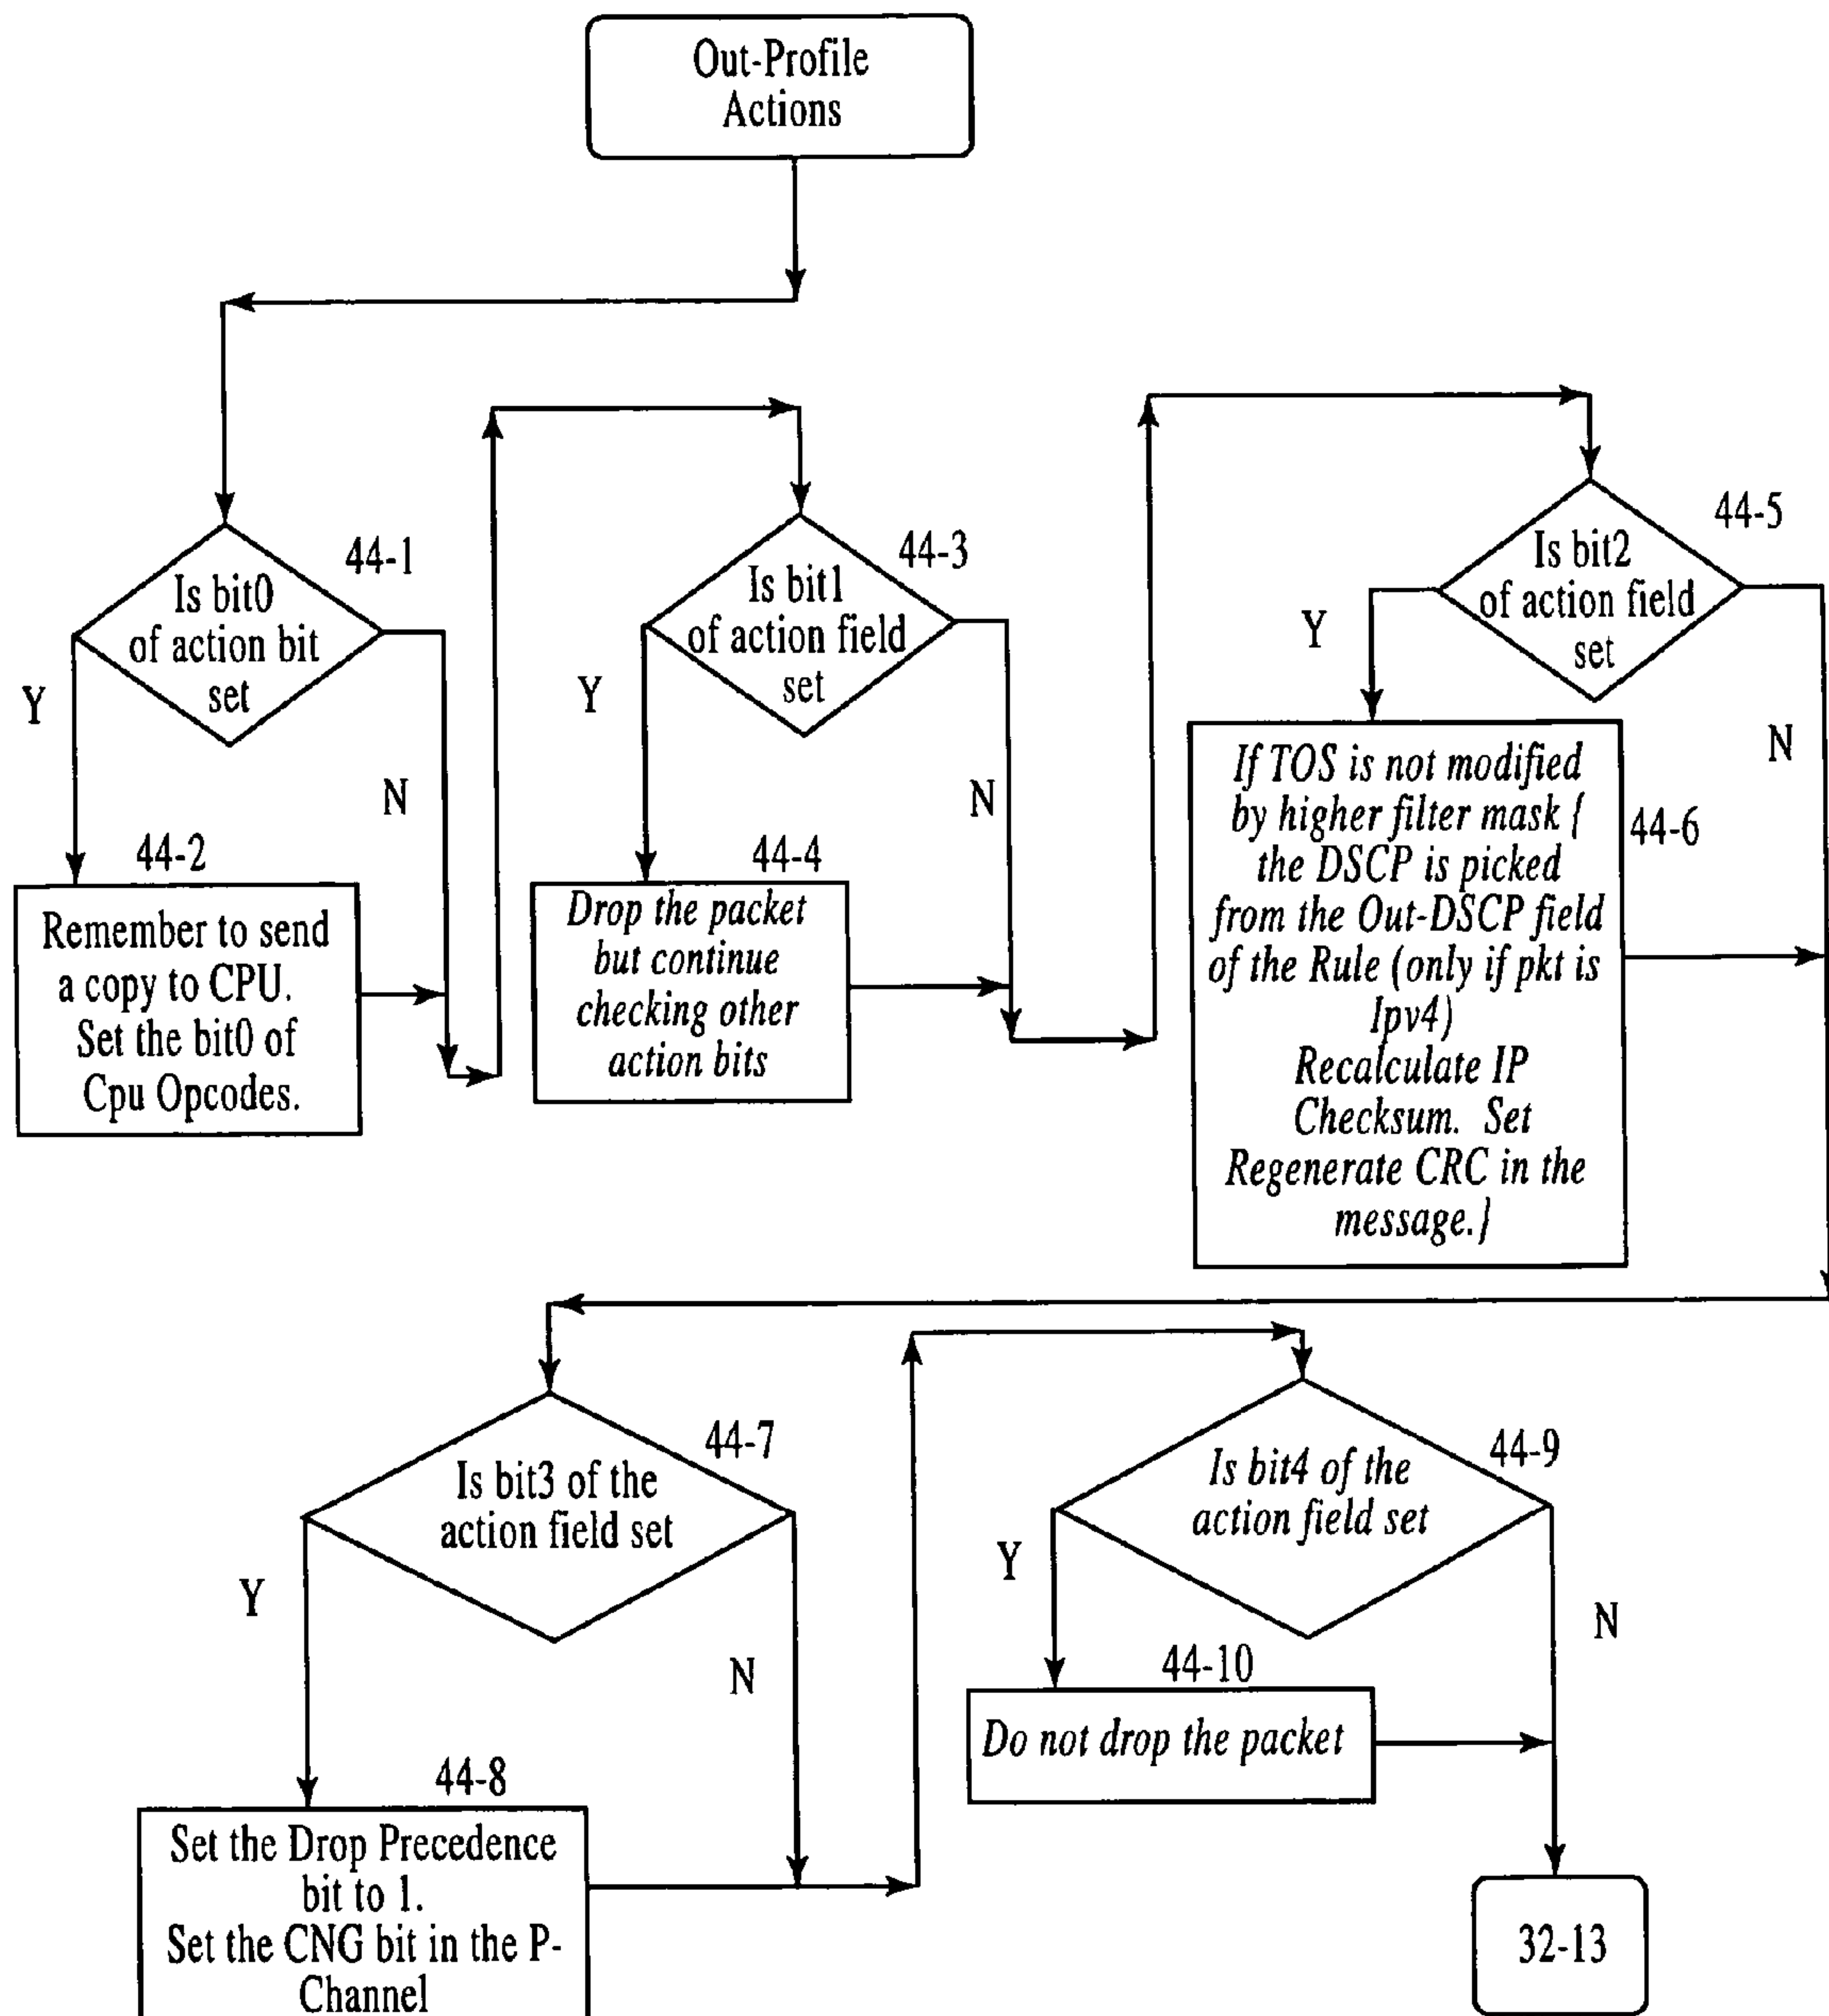 Out-Profile
Actions
44-1
Is bit0
of action bit
set
Y
N
44-2
Remember to send
a copy to CPU.
Set the bit0 of
Cpu Opcodes.
44-3
Is bit1
of action field
set
Y
N
44-4
Drop the packet
but continue
checking other
action bits
44-5
Is bit2
of action field
set
Y
N
If TOS is not modified
by higher filter mask [
the DSCP is picked
from the Out-DSCP field
of the Rule (only if pkt is
Ipv4)
Recalculate IP
Checksum. Set
Regenerate CRC in the
message.]
44-6
44-7
Is bit3 of the
action field set
Y
N
44-8
Set the Drop Precedence
bit to 1.
Set the CNG bit in the P-
Channel
44-9
Is bit4 of the
action field set
Y
N
44-10
Do not drop the packet
32-13